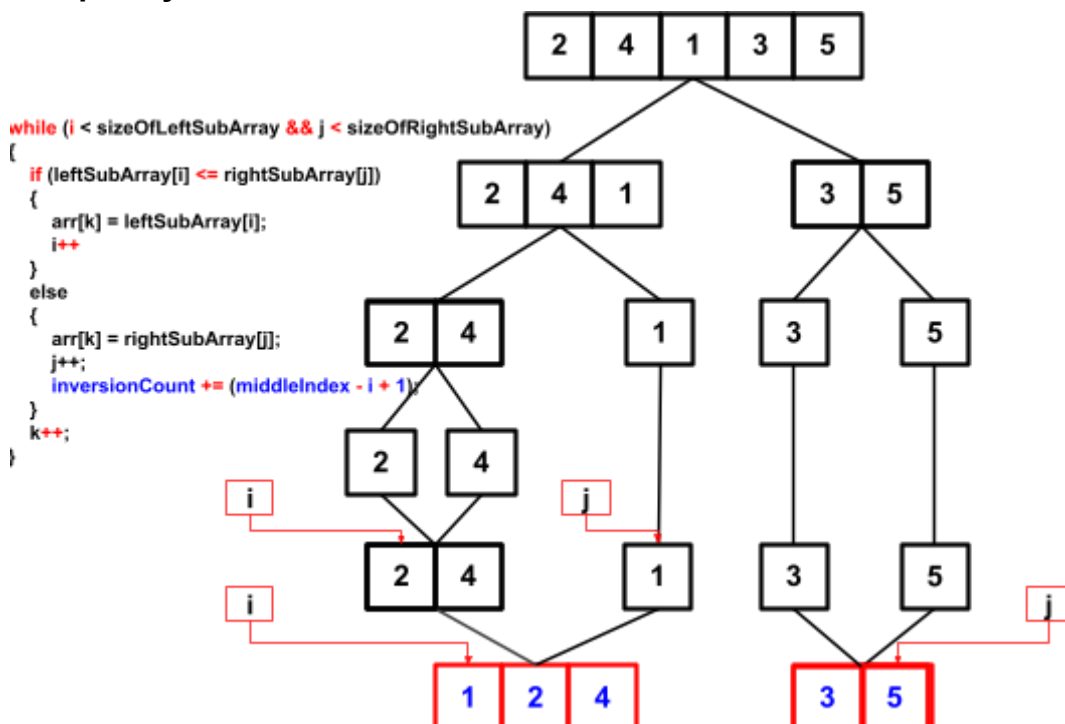 2 4 1 3 5
while (i < sizeOfLeftSubArray && j < sizeOfRightSubArray)
{
if (leftSubArray[i] <= rightSubArray[j])
{
arr[k] = leftSubArray[i];
i++
}
else
{
arr[k] = rightSubArray[j];
j++;
inversionCount += (middleIndex - i + 1);
}
k++;
}
2 4 1 3 5
2 4 1 3 5
2 4
i j
2 4 1 3 5
i j
1 2 4 3 5